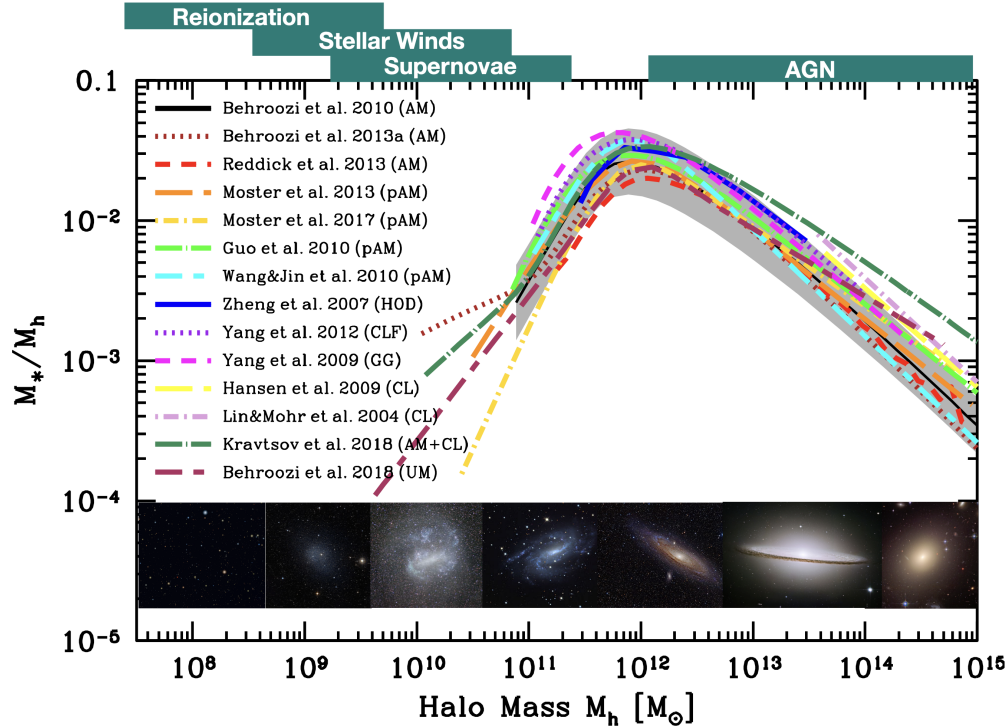 Reionization
Stellar Winds
Supernovae
AGN
0.1
Behroozi et al. 2010 (AM)
Behroozi et al. 2013a (AM)
Reddick et al. 2013 (AM)
Moster et al. 2013 (pAM)
Moster et al. 2017 (pAM)
Guo et al. 2010 (pAM)
Wang&Jin et al. 2010 (pAM)
Zheng et al. 2007 (HOD)
Yang et al. 2012 (CLF)
Yang et al. 2009 (GG)
Hansen et al. 2009 (CL)
Lin&Mohr et al. 2004 (CL)
Kravtsov et al. 2018 (AM+CL)
Behroozi et al. 2018 (UM)
10⁻²
10⁻³
10⁻⁴
10⁻⁵
M*/Mₕ
10⁸ 10⁹ 10¹⁰ 10¹¹ 10¹² 10¹³ 10¹⁴ 10¹⁵
Halo Mass Mₕ [M⊙]